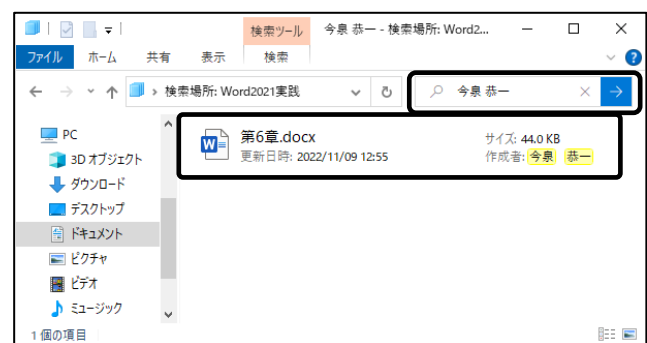 検索ツール 今泉 恭一 - 検索場所: Word2...
ファイル ホーム 共有 表示 検索
検索場所: Word2021実践 今泉 恭一
PC
3D オブジェクト
ダウンロード
デスクトップ
ドキュメント
ピクチャ
ビデオ
ミュージック
第6章.docx サイズ: 44.0 KB
更新日時: 2022/11/09 12:55 作成者: 今泉 恭一
1 個の項目